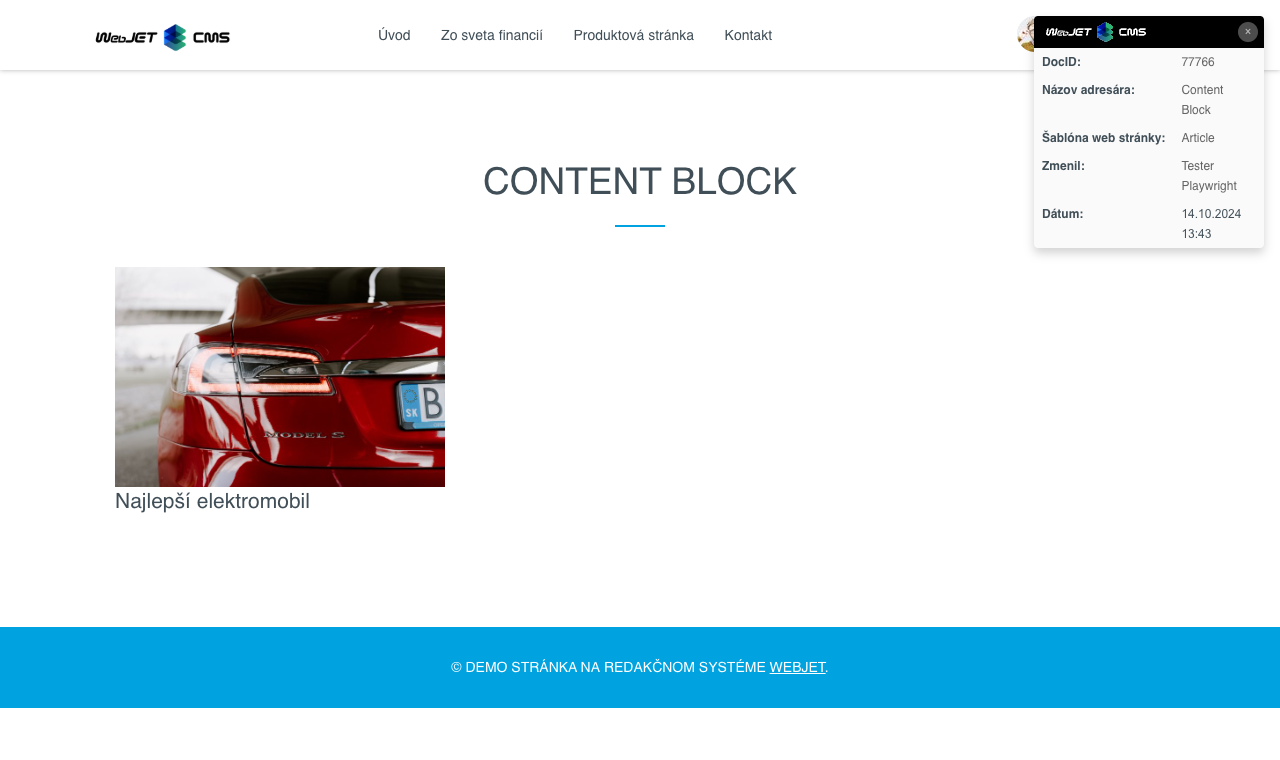 WebJET CMS
Úvod
Zo sveta financií
Produktová stránka
Kontakt
WebJET CMS
×
DocID: 77766
Názov adresára: Content
Block
Šablóna web stránky: Article
Zmenil: Tester
Playwright
Dátum: 14.10.2024
13:43
CONTENT BLOCK
SK
B
MODEL S
Najlepší elektromobil
© DEMO STRÁNKA NA REDAKČNOM SYSTÉME WEBJET.